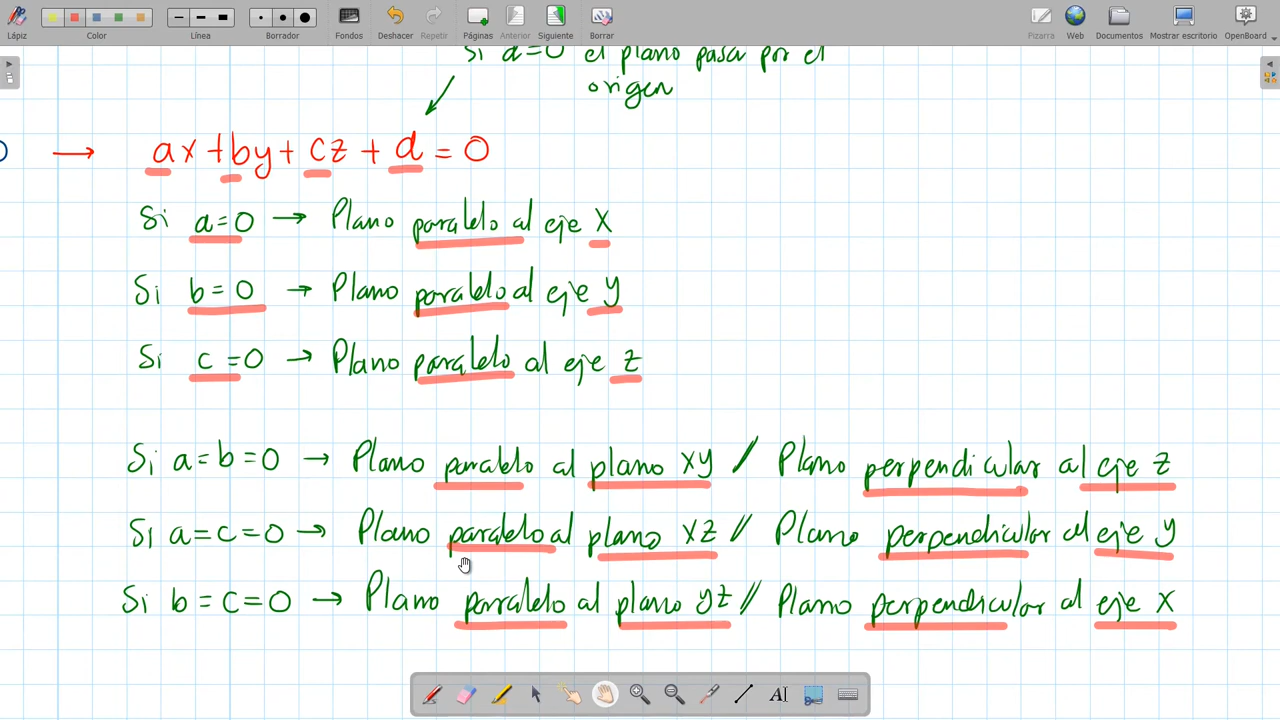 Lápiz Color Línea Borrador Fondos Deshacer Repetir Páginas Anterior Siguiente Borrar Pizarra Web Documentos Mostrar escritorio OpenBoard
Si d=0 el plano pasa por el
origen
0 → ax+by+cz+d=0
Si a=0 → Plano paralelo al eje X
Si b=0 → Plano paralelo al eje y
Si c=0 → Plano paralelo al eje z
Si a=b=0 → Plano paralelo al plano xy / Plano perpendicular al eje z
Si a=c=0 → Plano paralelo al plano xz // Plano perpendicular al eje y
Si b=c=0 → Plano paralelo al plano yz // Plano perpendicular al eje X
AI